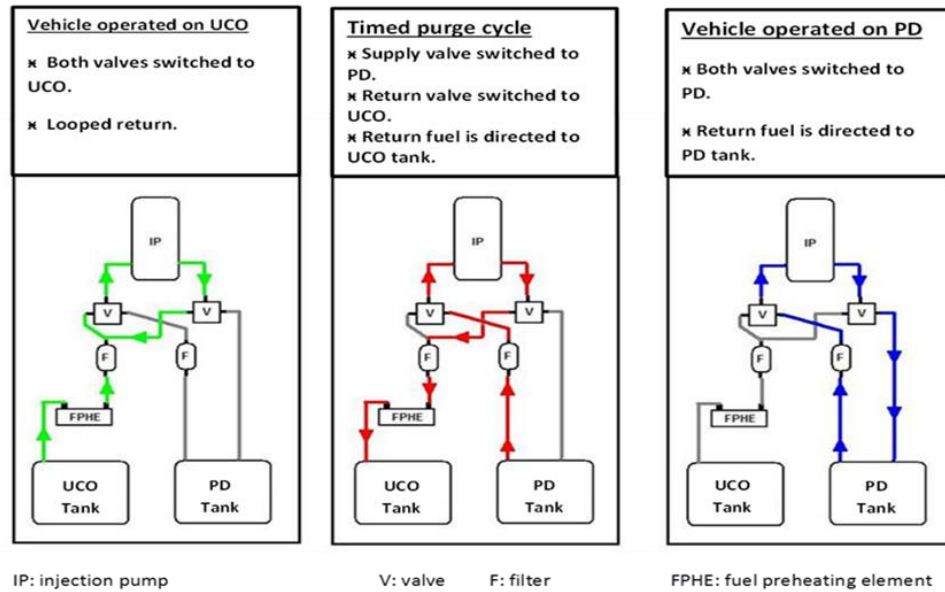 Vehicle operated on UCO
× Both valves switched to
UCO.
× Looped return.
Timed purge cycle
× Supply valve switched to
PD.
× Return valve switched to
UCO.
× Return fuel is directed to
UCO tank.
Vehicle operated on PD
× Both valves switched to
PD.
× Return fuel is directed to
PD tank.
IP
V
V
F
F
FPHE
UCO
Tank
PD
Tank
IP
V
V
F
F
FPHE
UCO
Tank
PD
Tank
IP
V
V
F
F
FPHE
UCO
Tank
PD
Tank
IP: injection pump
V: valve
F: filter
FPHE: fuel preheating element